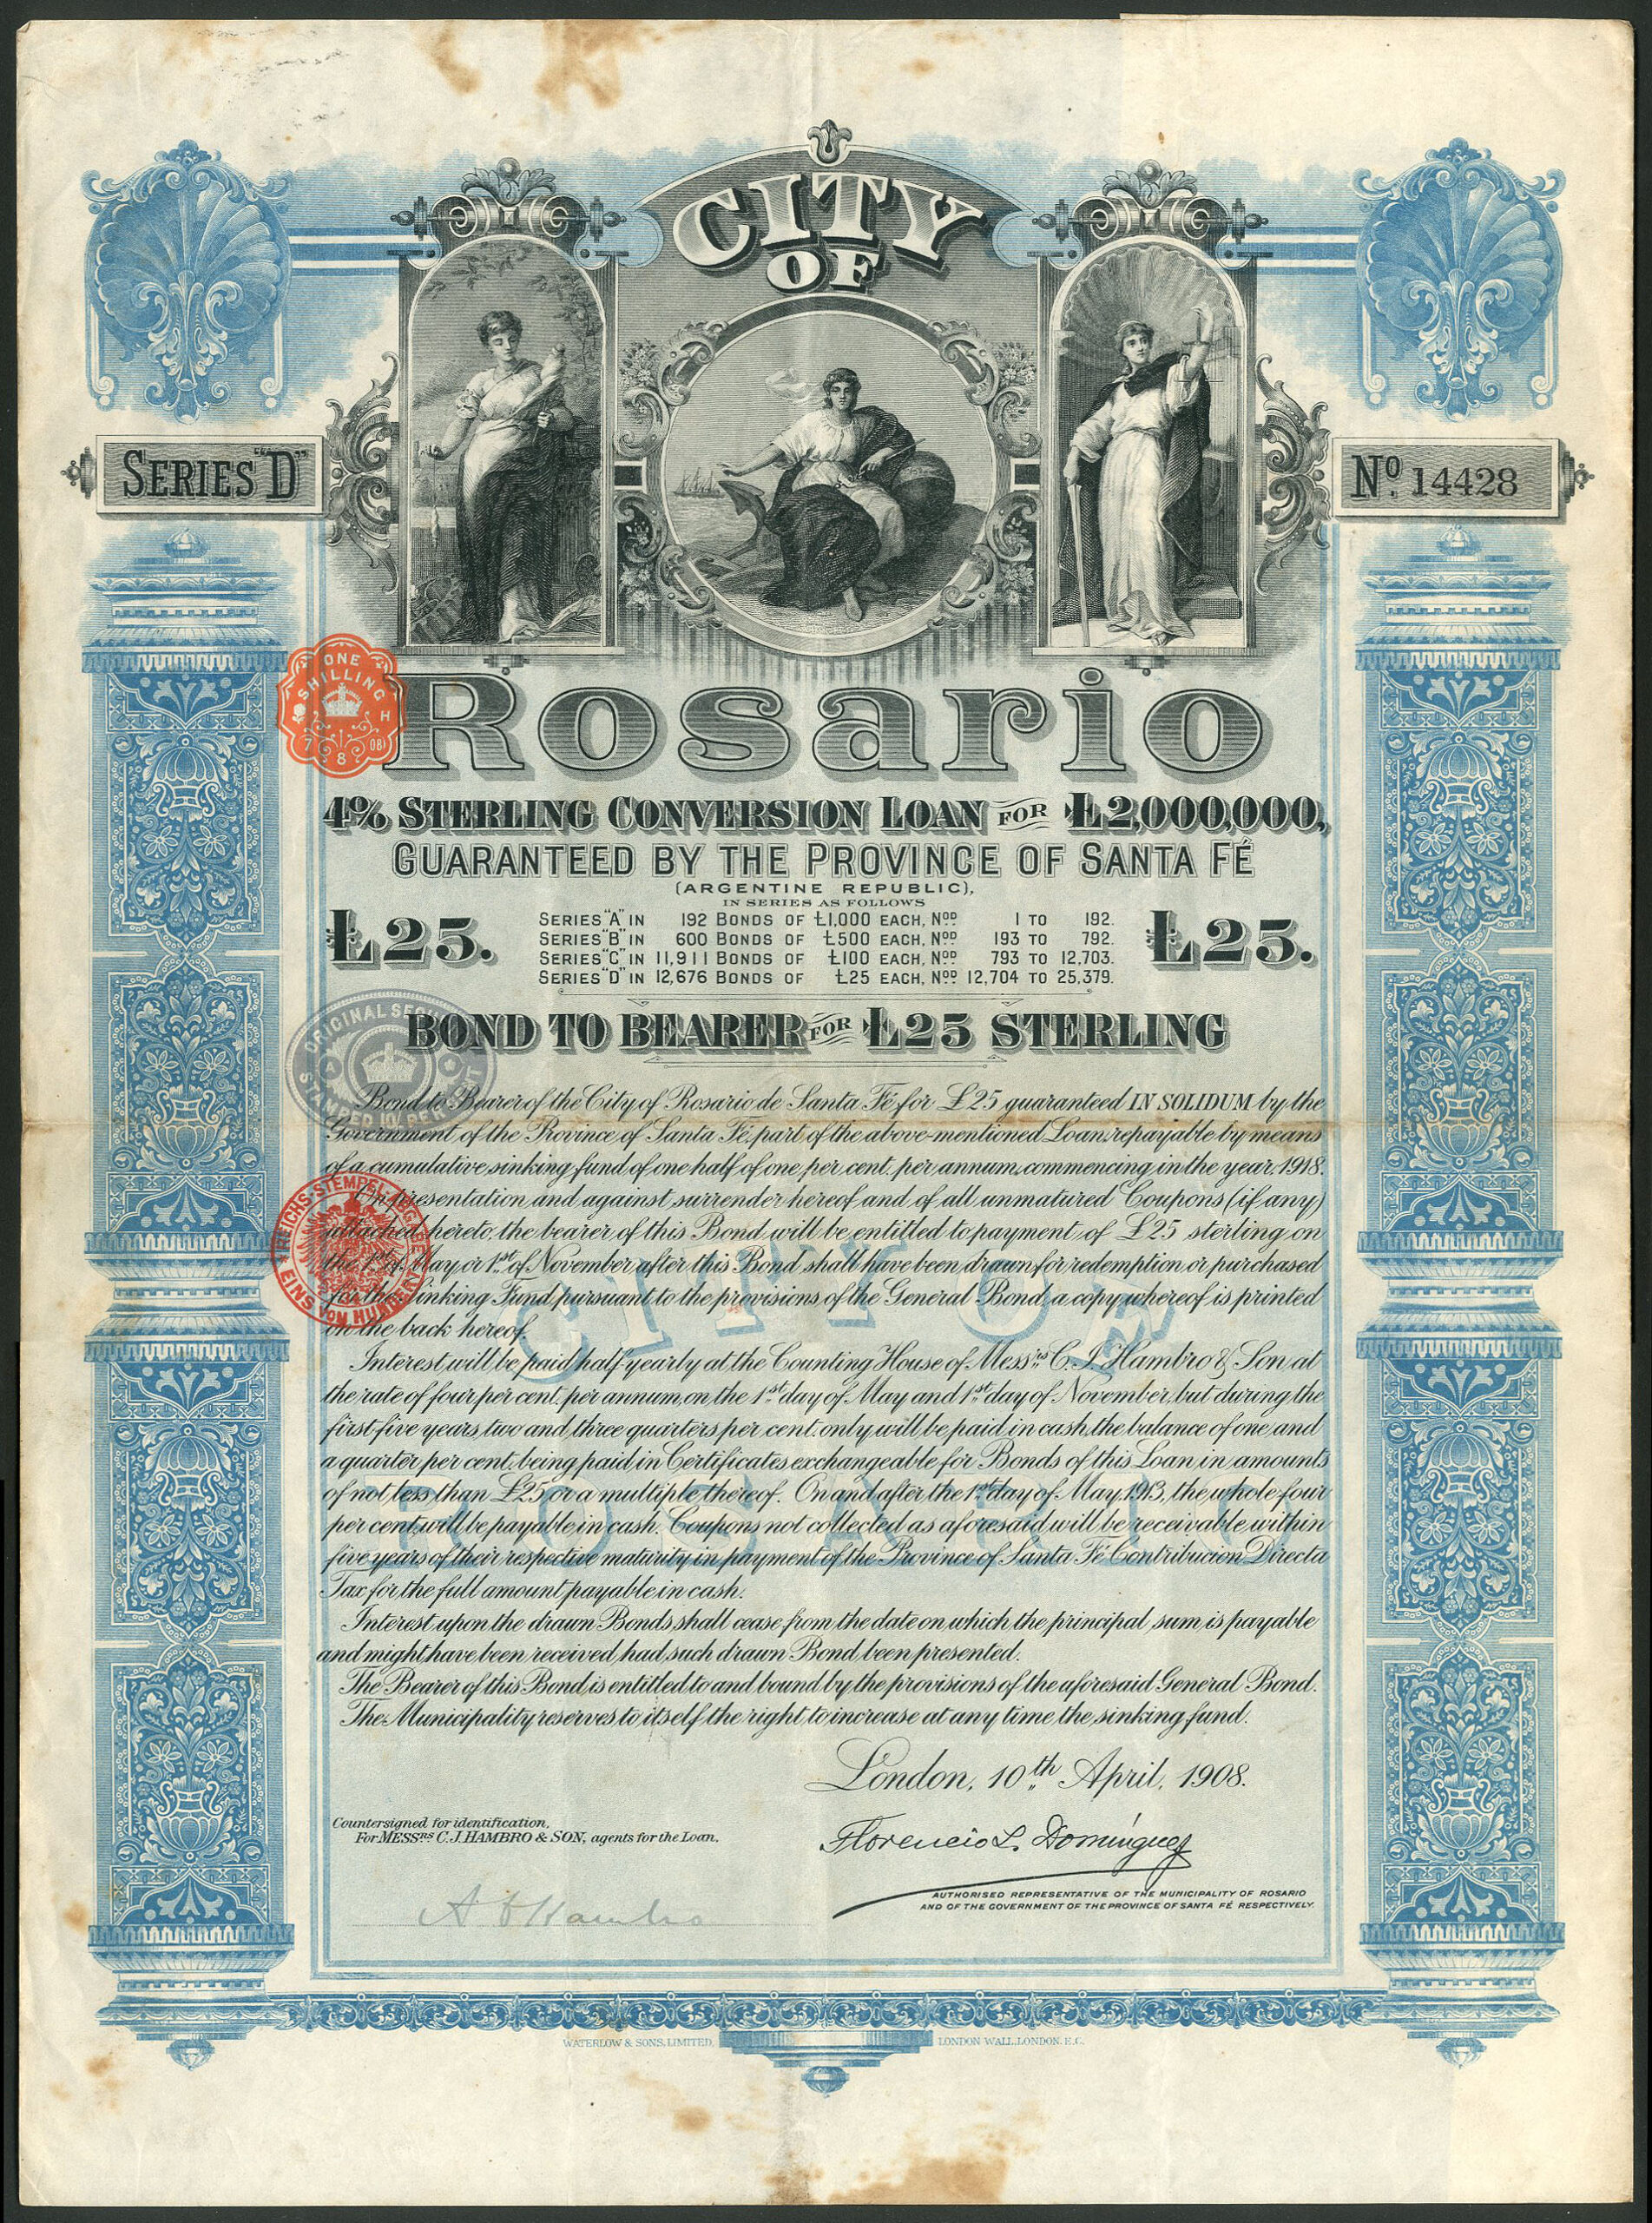 CITY
OF
SERIES "D"
No. 14428
ONE
SHILLING
H
7 8 08
Rosario
4% STERLING CONVERSION LOAN FOR £2,000,000,
GUARANTEED BY THE PROVINCE OF SANTA FÉ
(ARGENTINE REPUBLIC),
IN SERIES AS FOLLOWS
£25.
SERIES "A" IN 192 BONDS OF £1,000 EACH, NOD 1 TO 192.
SERIES "B" IN 600 BONDS OF £500 EACH, NOD 193 TO 792.
SERIES "C" IN 11,911 BONDS OF £100 EACH, NOD 793 TO 12,703.
SERIES "D" IN 12,676 BONDS OF £25 EACH, NOD 12,704 TO 25,379.
£25.
BOND TO BEARER FOR £25 STERLING
ORIGINAL
Bond to Bearer of the City of Rosario de Santa Fé for £25 guaranteed IN SOLIDUM by the
Government of the Province of Santa Fé, part of the above-mentioned Loan, repayable by means
of a cumulative sinking fund of one half of one per cent. per annum, commencing in the year 1918.
On presentation and against surrender hereof and of all unmatured Coupons (if any)
attached hereto, the bearer of this Bond will be entitled to payment of £25 sterling on
the 1st of May or 1st of November after this Bond shall have been drawn for redemption or purchased
for the Sinking Fund pursuant to the provisions of the General Bond, a copy whereof is printed
on the back hereof.
REICHS-STEMPEL-ABGABE
EINS VOM HUNDERT
Interest will be paid half-yearly at the Counting House of Messrs. C. J. Hambro & Son at
the rate of four per cent. per annum, on the 1st day of May and 1st day of November, but during the
first five years two and three quarters per cent. only will be paid in cash, the balance of one and
a quarter per cent. being paid in Certificates exchangeable for Bonds of this Loan in amounts
of not less than £25 or a multiple thereof. On and after the 1st day of May, 1913, the whole four
per cent. will be payable in cash. Coupons not collected as aforesaid will be receivable within
five years of their respective maturity in payment of the Province of Santa Fé Contribucion Directa
Tax for the full amount payable in cash.
Interest upon the drawn Bonds shall cease from the date on which the principal sum is payable
and might have been received, had such drawn Bond been presented.
The Bearer of this Bond is entitled to and bound by the provisions of the aforesaid General Bond.
The Municipality reserves to itself the right to increase at any time the sinking fund.
CITY OF
ROSARIO
London, 10th April, 1908.
Countersigned for identification,
For MESSRS C. J. HAMBRO & SON, agents for the Loan.
Florencio L. Dominguez
AUTHORISED REPRESENTATIVE OF THE MUNICIPALITY OF ROSARIO
AND OF THE GOVERNMENT OF THE PROVINCE OF SANTA FÉ RESPECTIVELY.
Hambro
WATERLOW & SONS, LIMITED, LONDON WALL, LONDON. E.C.